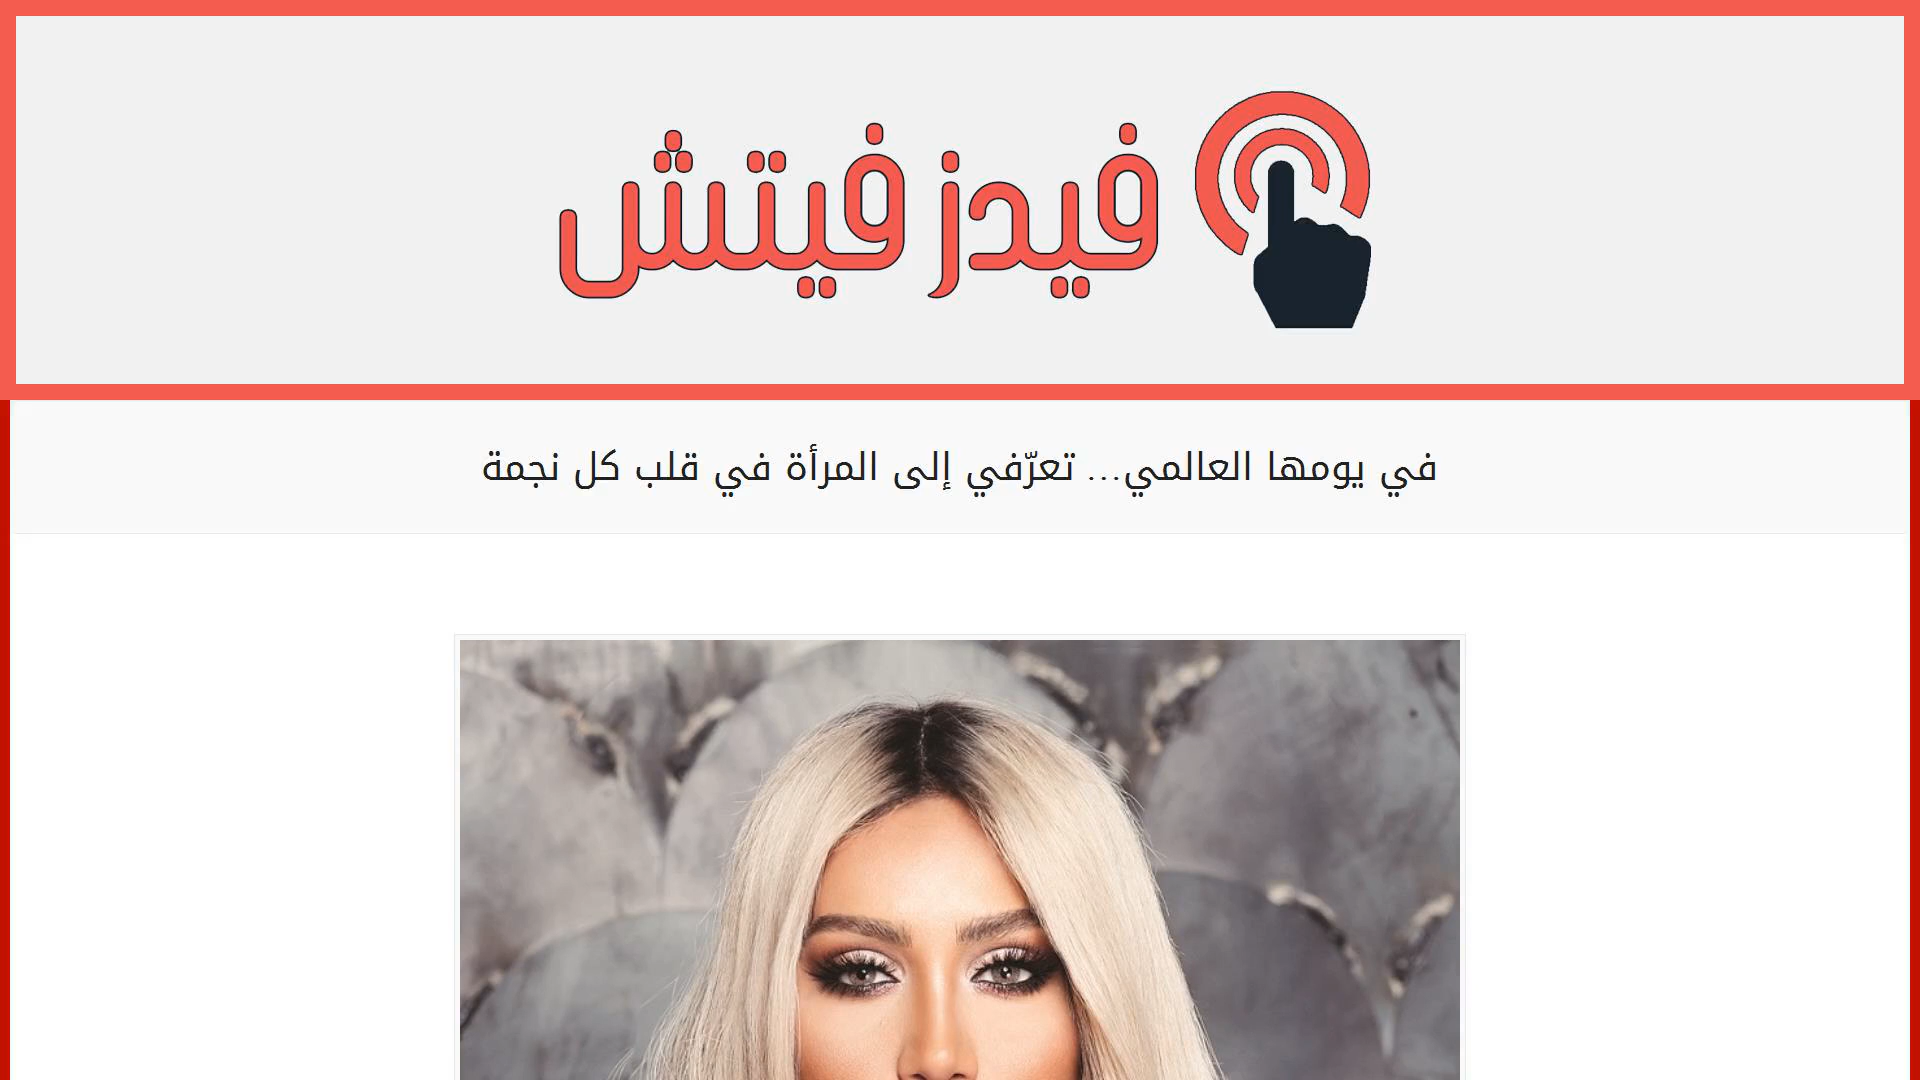 فيدز فيتش
في يومها العالمي... تعرّفي إلى المرأة في قلب كل نجمة